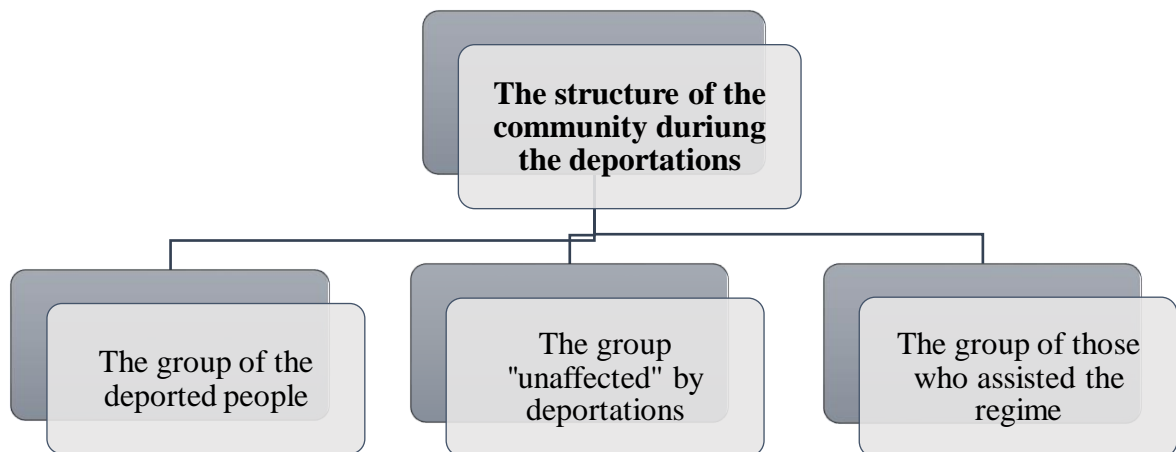 The structure of the
community duriung
the deportations
The group of the
deported people
The group
"unaffected" by
deportations
The group of those
who assisted the
regime